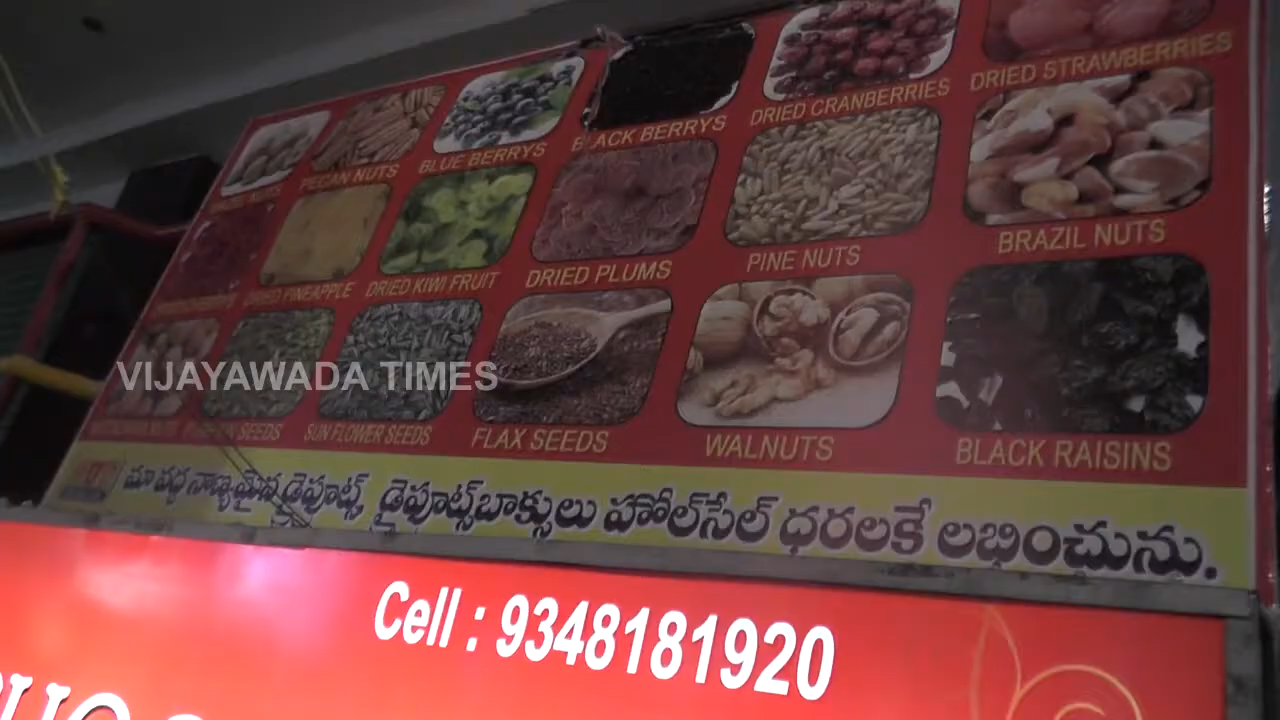 DRIED STRAWBERRIES
PECAN NUTS BLUE BERRYS BLACK BERRYS DRIED CRANBERRIES
DRIED PINEAPPLE DRIED KIWI FRUIT DRIED PLUMS PINE NUTS BRAZIL NUTS
VIJAYAWADA TIMES
SEEDS SUN FLOWER SEEDS FLAX SEEDS WALNUTS BLACK RAISINS
మా వద్ద నాణ్యమైన డ్రైఫ్రూట్స్, డ్రైఫ్రూట్స్‌బాక్సులు హోల్‌సేల్ ధరలకే లభించును.
Cell : 9348181920